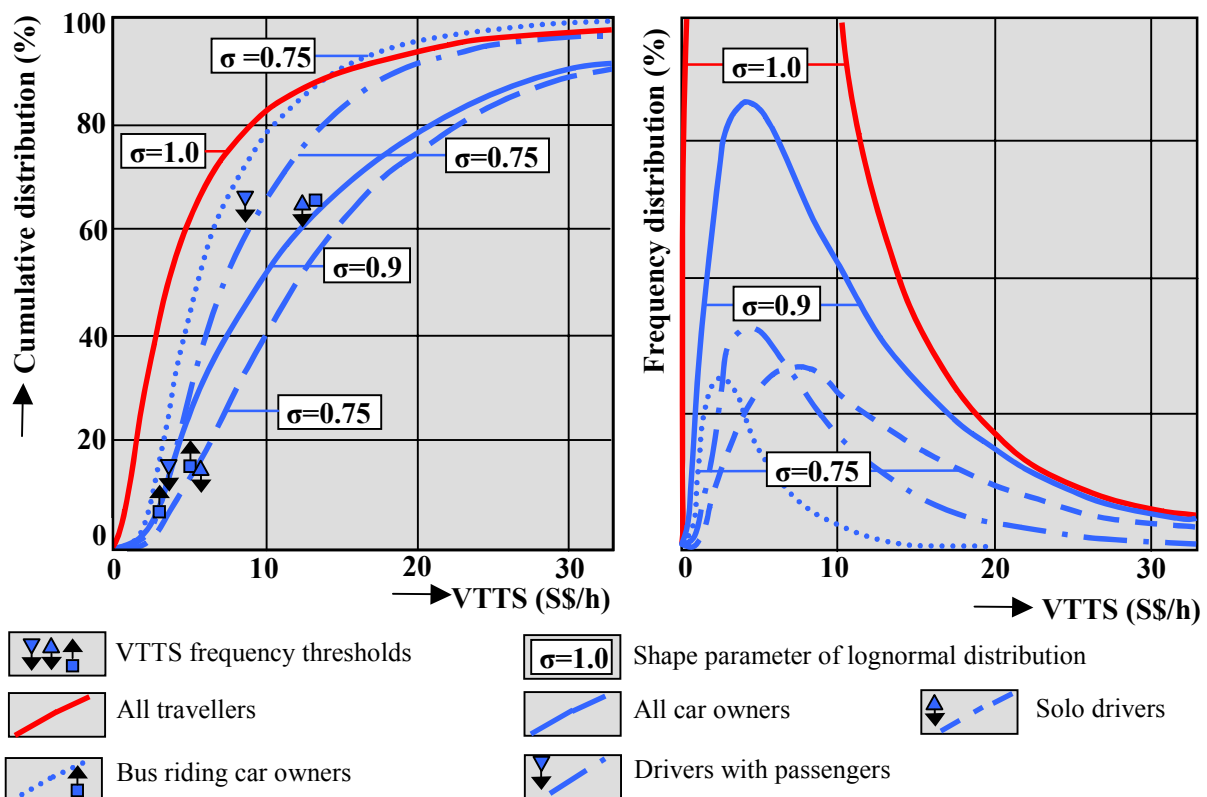 Cumulative distribution (%)
100
80
60
40
20
0
0 10 20 30
VTTS (S$/h)
σ =0.75
σ=1.0
σ=0.75
σ=0.9
σ=0.75
Frequency distribution (%)
σ=1.0
σ=0.9
σ=0.75
0 10 20 30
VTTS (S$/h)
VTTS frequency thresholds
σ=1.0 Shape parameter of lognormal distribution
All travellers
All car owners
Solo drivers
Bus riding car owners
Drivers with passengers